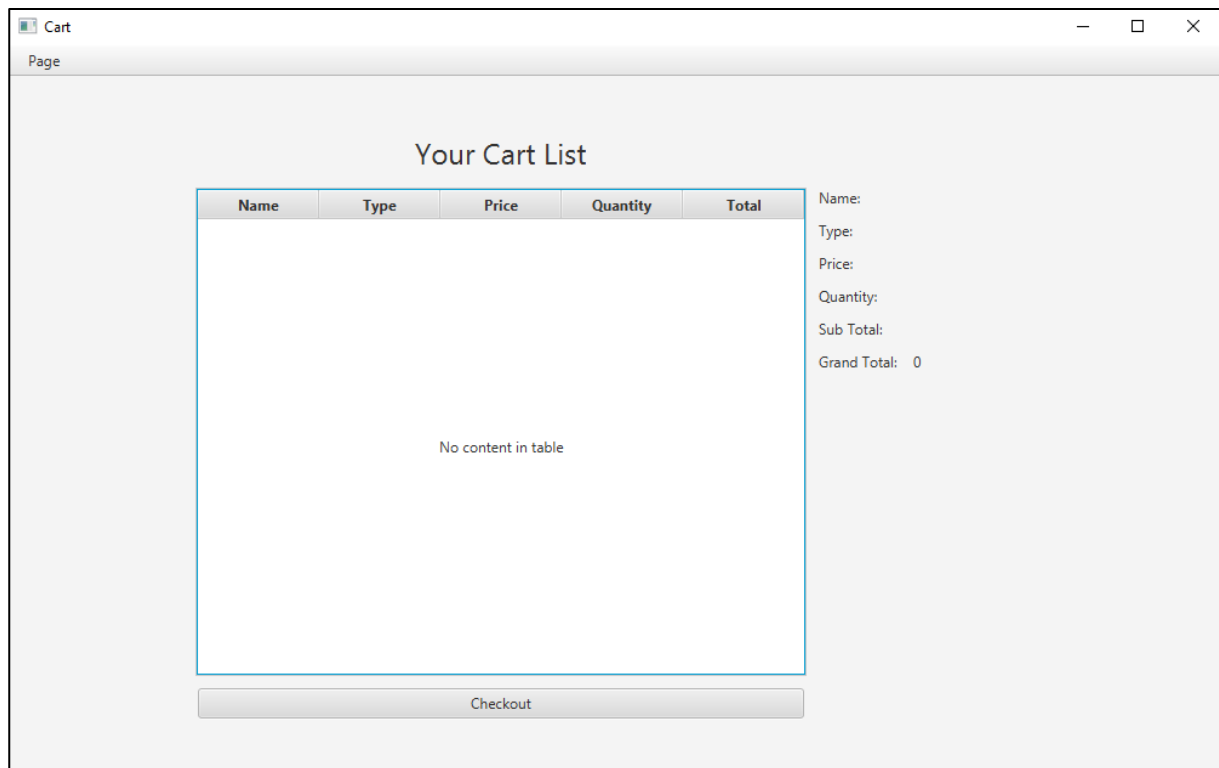 Cart
Page
Your Cart List
Name Type Price Quantity Total
No content in table
Checkout
Name:
Type:
Price:
Quantity:
Sub Total:
Grand Total: 0